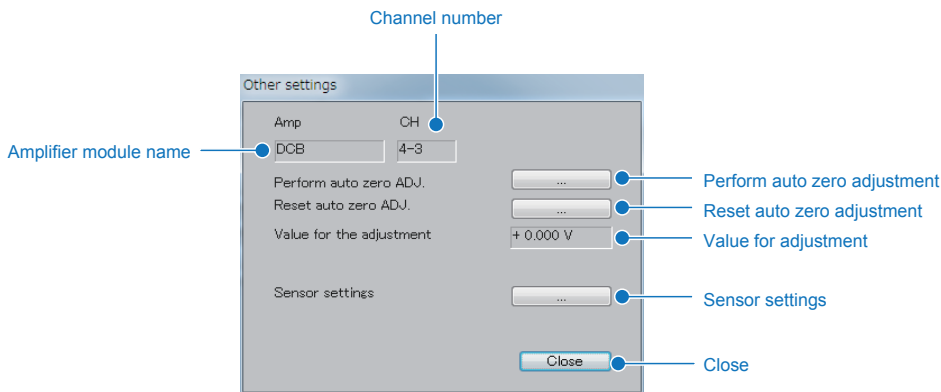 Channel number
Other settings
Amp CH
Amplifier module name DCB 4-3
Perform auto zero ADJ. ... Perform auto zero adjustment
Reset auto zero ADJ. ... Reset auto zero adjustment
Value for the adjustment + 0.000 V Value for adjustment
Sensor settings ... Sensor settings
Close Close